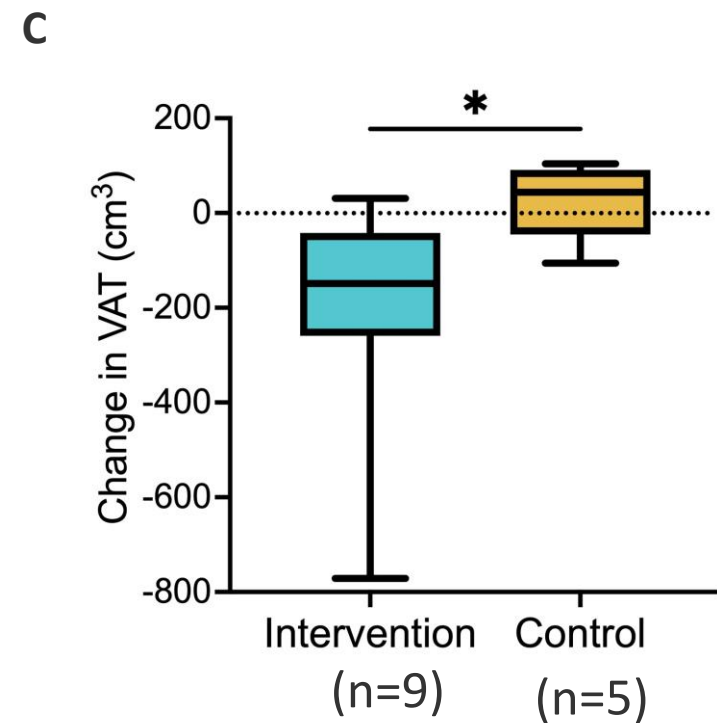 C
*
200
0
-200
-400
-600
-800
Change in VAT (cm³)
Intervention Control
(n=9) (n=5)